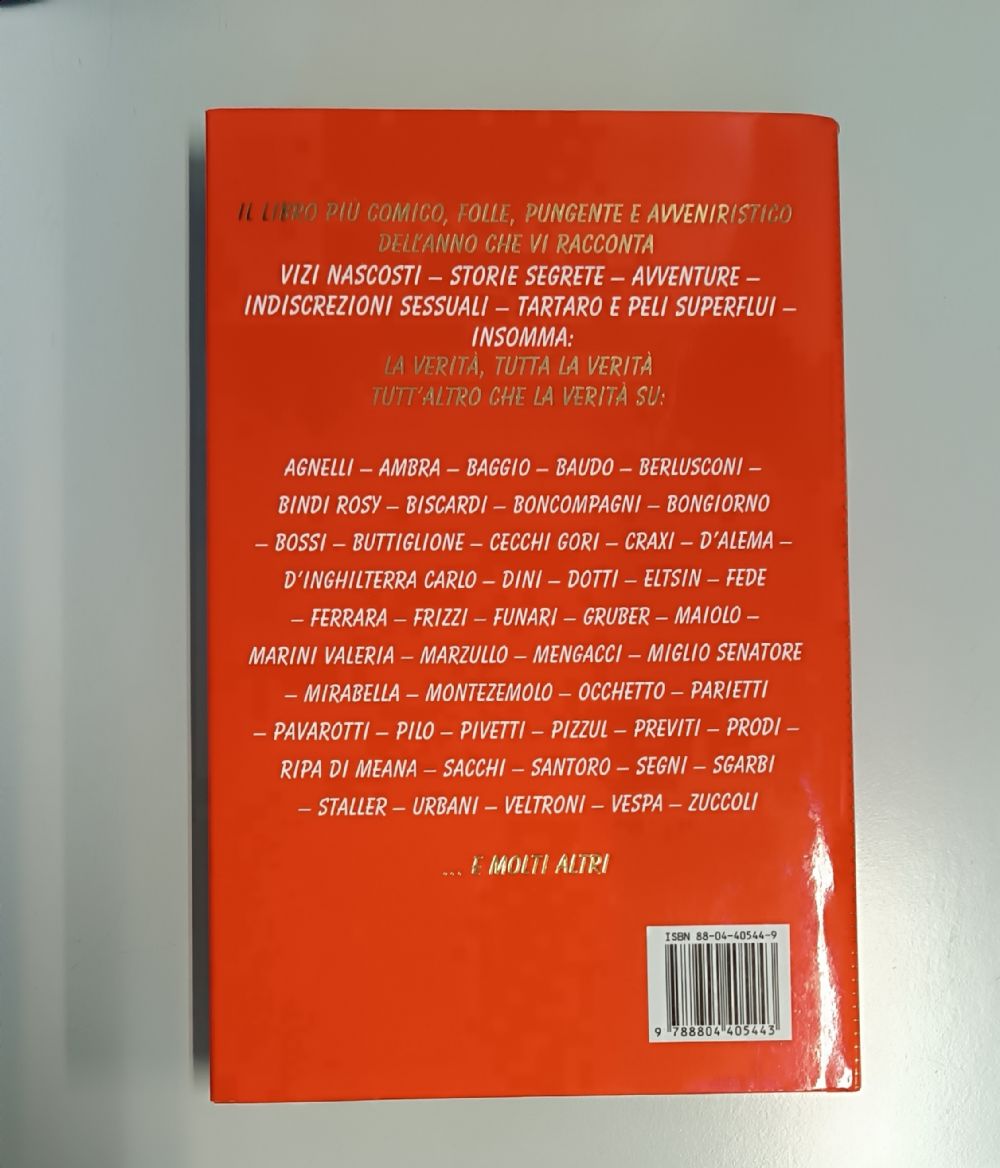 IL LIBRO PIÙ COMICO, FOLLE, PUNGENTE E AVVENIRISTICO
DELL'ANNO CHE VI RACCONTA
VIZI NASCOSTI – STORIE SEGRETE – AVVENTURE –
INDISCREZIONI SESSUALI – TARTARO E PELI SUPERFLUI –
INSOMMA:
LA VERITÀ, TUTTA LA VERITÀ
TUTT'ALTRO CHE LA VERITÀ SU:
AGNELLI – AMBRA – BAGGIO – BAUDO – BERLUSCONI –
BINDI ROSY – BISCARDI – BONCOMPAGNI – BONGIORNO
– BOSSI – BUTTIGLIONE – CECCHI GORI – CRAXI – D'ALEMA –
D'INGHILTERRA CARLO – DINI – DOTTI – ELTSIN – FEDE
– FERRARA – FRIZZI – FUNARI – GRUBER – MAIOLO –
MARINI VALERIA – MARZULLO – MENGACCI – MIGLIO SENATORE
– MIRABELLA – MONTEZEMOLO – OCCHETTO – PARIETTI
– PAVAROTTI – PILO – PIVETTI – PIZZUL – PREVITI – PRODI –
RIPA DI MEANA – SACCHI – SANTORO – SEGNI – SGARBI
– STALLER – URBANI – VELTRONI – VESPA – ZUCCOLI
... E MOLTI ALTRI
ISBN 88-04-40544-9
9 788804 405443